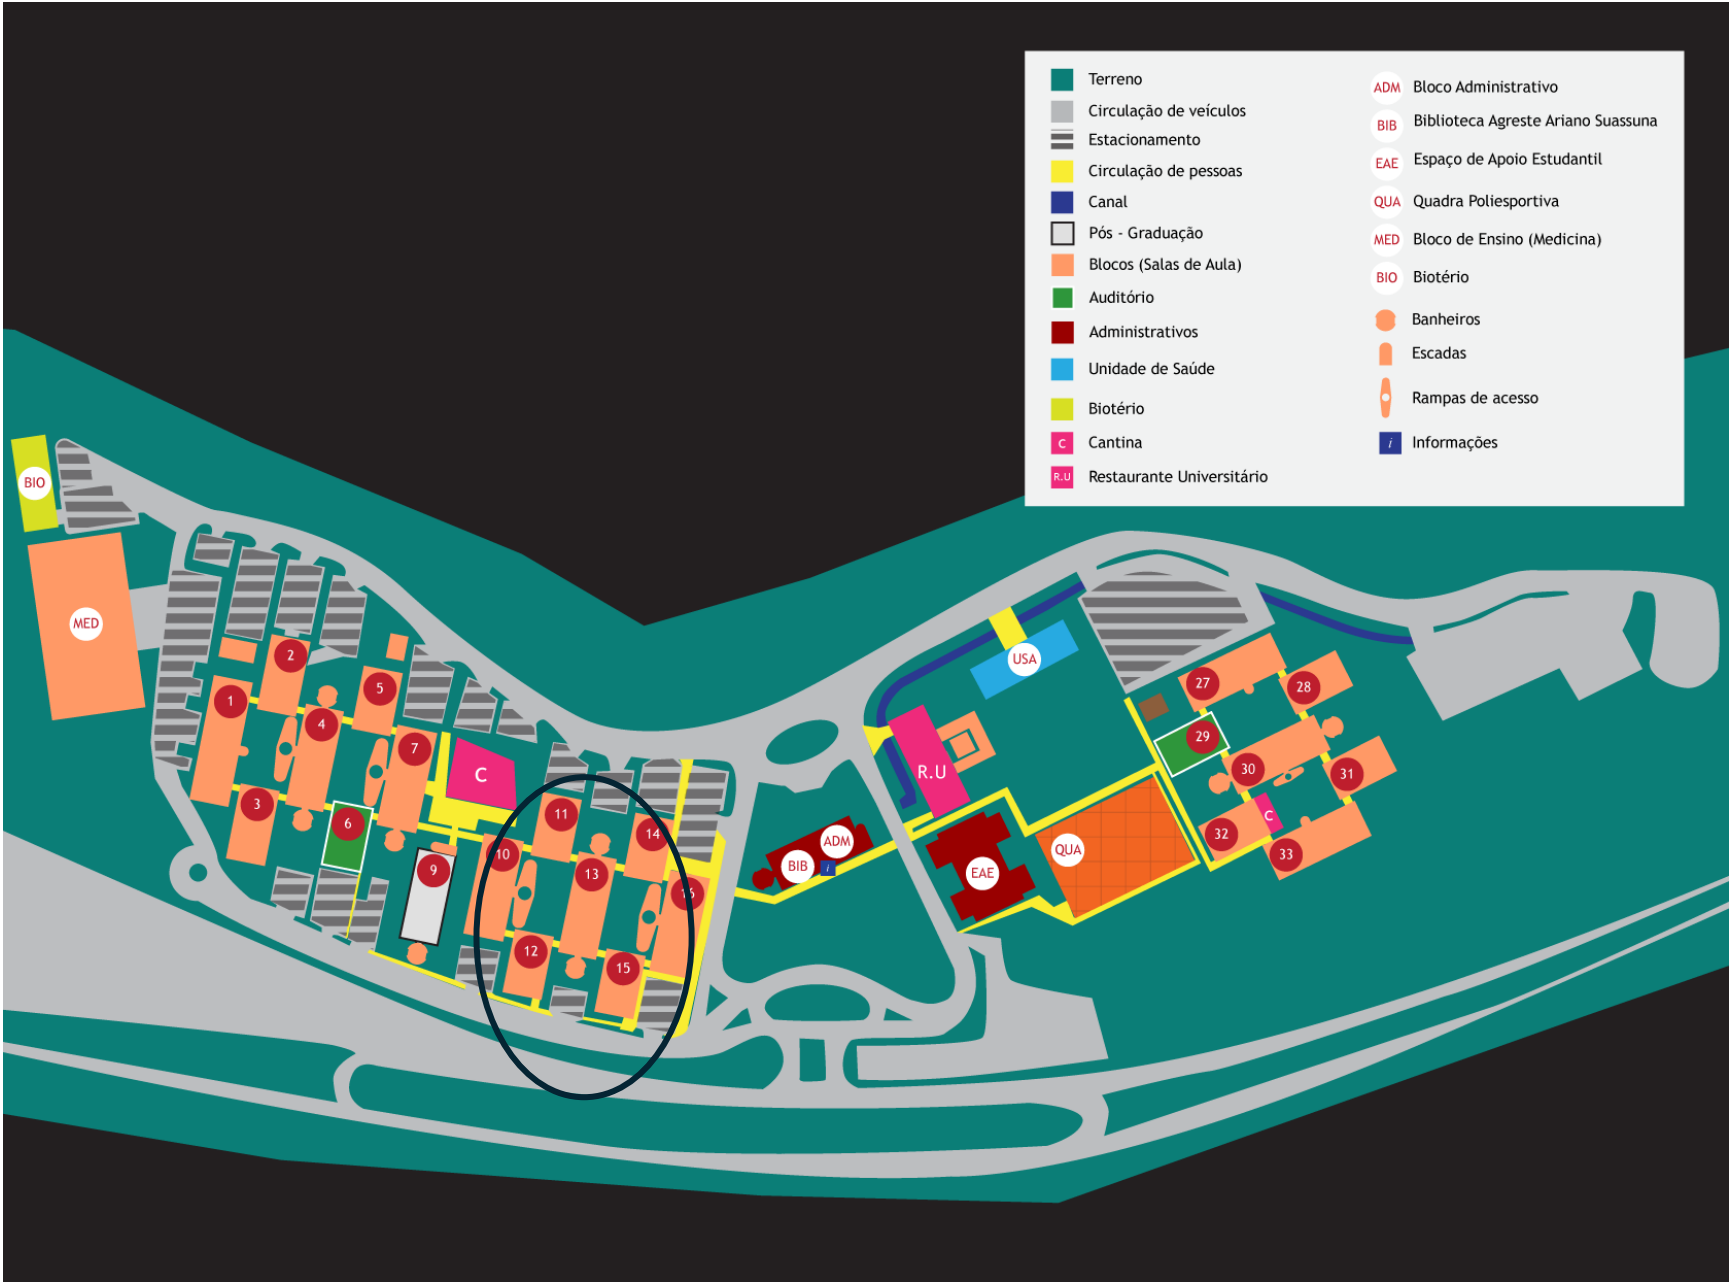 Terreno
Circulação de veículos
Estacionamento
Circulação de pessoas
Canal
Pós - Graduação
Blocos (Salas de Aula)
Auditório
Administrativos
Unidade de Saúde
Biotério
C Cantina
R.U Restaurante Universitário
ADM Bloco Administrativo
BIB Biblioteca Agreste Ariano Suassuna
EAE Espaço de Apoio Estudantil
QUA Quadra Poliesportiva
MED Bloco de Ensino (Medicina)
BIO Biotério
Banheiros
Escadas
Rampas de acesso
i Informações
BIO
MED
1
2
3
4
5
6
7
C
9
10
11
12
13
14
15
16
BIB
ADM
i
R.U
USA
EAE
QUA
27
28
29
30
31
32
C
33